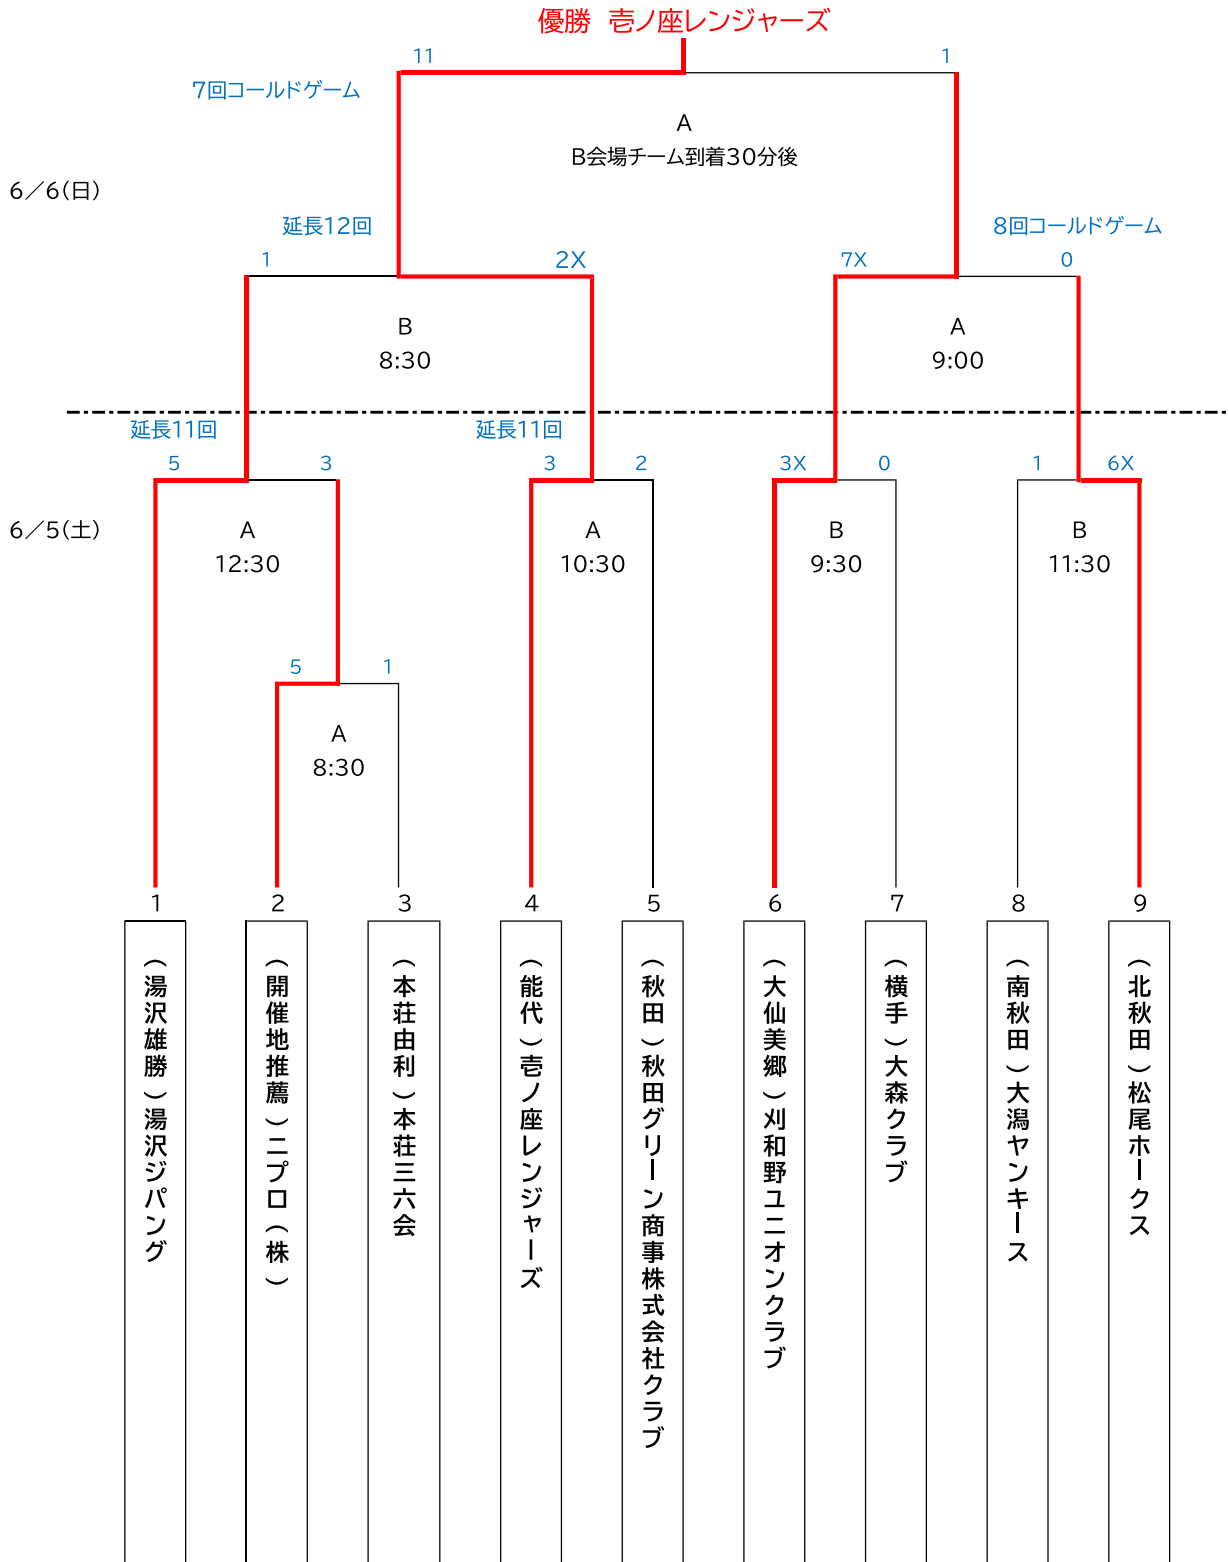 優勝 壱ノ座レンジャーズ
11
1
7回コールドゲーム
A
B会場チーム到着30分後
6／6(日)
延長12回
8回コールドゲーム
1
2X
7X
0
B
8:30
A
9:00
延長11回
延長11回
5
3
3
2
3X
0
1
6X
6／5(土)
A
12:30
A
10:30
B
9:30
B
11:30
5
1
A
8:30
1
2
3
4
5
6
7
8
9
(湯沢雄勝)湯沢ジパング
(開催地推薦)ニプロ(株)
(本荘由利)本荘三六会
(能代)壱ノ座レンジャーズ
(秋田)秋田グリーン商事株式会社クラブ
(大仙美郷)刈和野ユニオンクラブ
(横手)大森クラブ
(南秋田)大潟ヤンキース
(北秋田)松尾ホークス